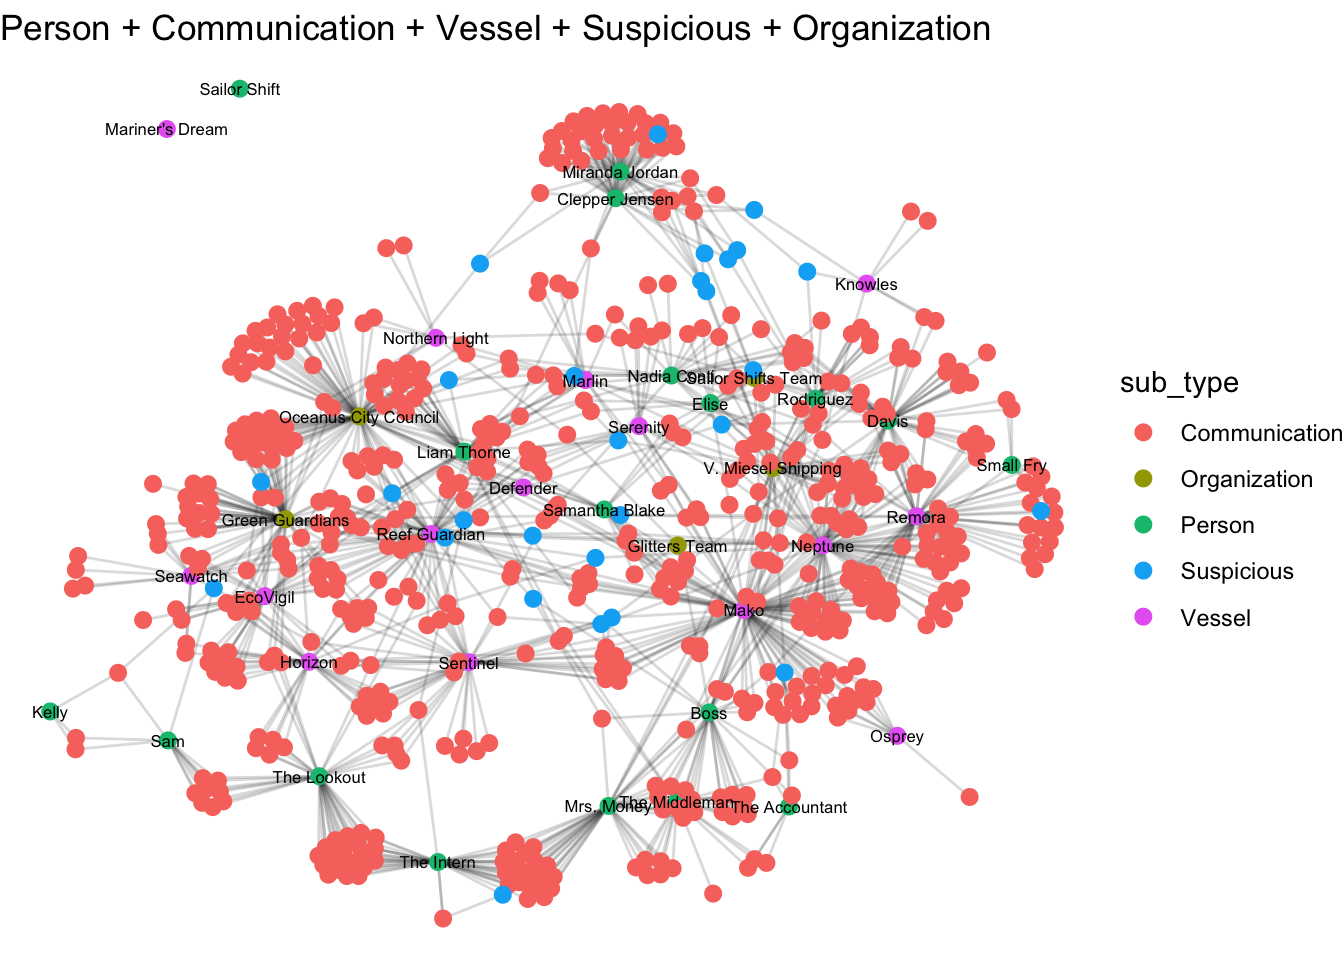 Person + Communication + Vessel + Suspicious + Organization
Sailor Shift
Mariner's Dream
Miranda Jordan
Clepper Jensen
Knowles
Northern Light
Marlin
Nadia Conti
Sailor Shifts Team
Elise
Rodriguez
Oceanus City Council
Serenity
Davis
Liam Thorne
V. Miesel Shipping
Small Fry
Defender
Samantha Blake
Green Guardians
Reef Guardian
Remora
Glitters Team
Neptune
Seawatch
EcoVigil
Mako
Horizon
Sentinel
Kelly
Boss
Sam
Osprey
The Lookout
Mrs. Money
The Middleman
The Accountant
The Intern
sub_type
Communication
Organization
Person
Suspicious
Vessel